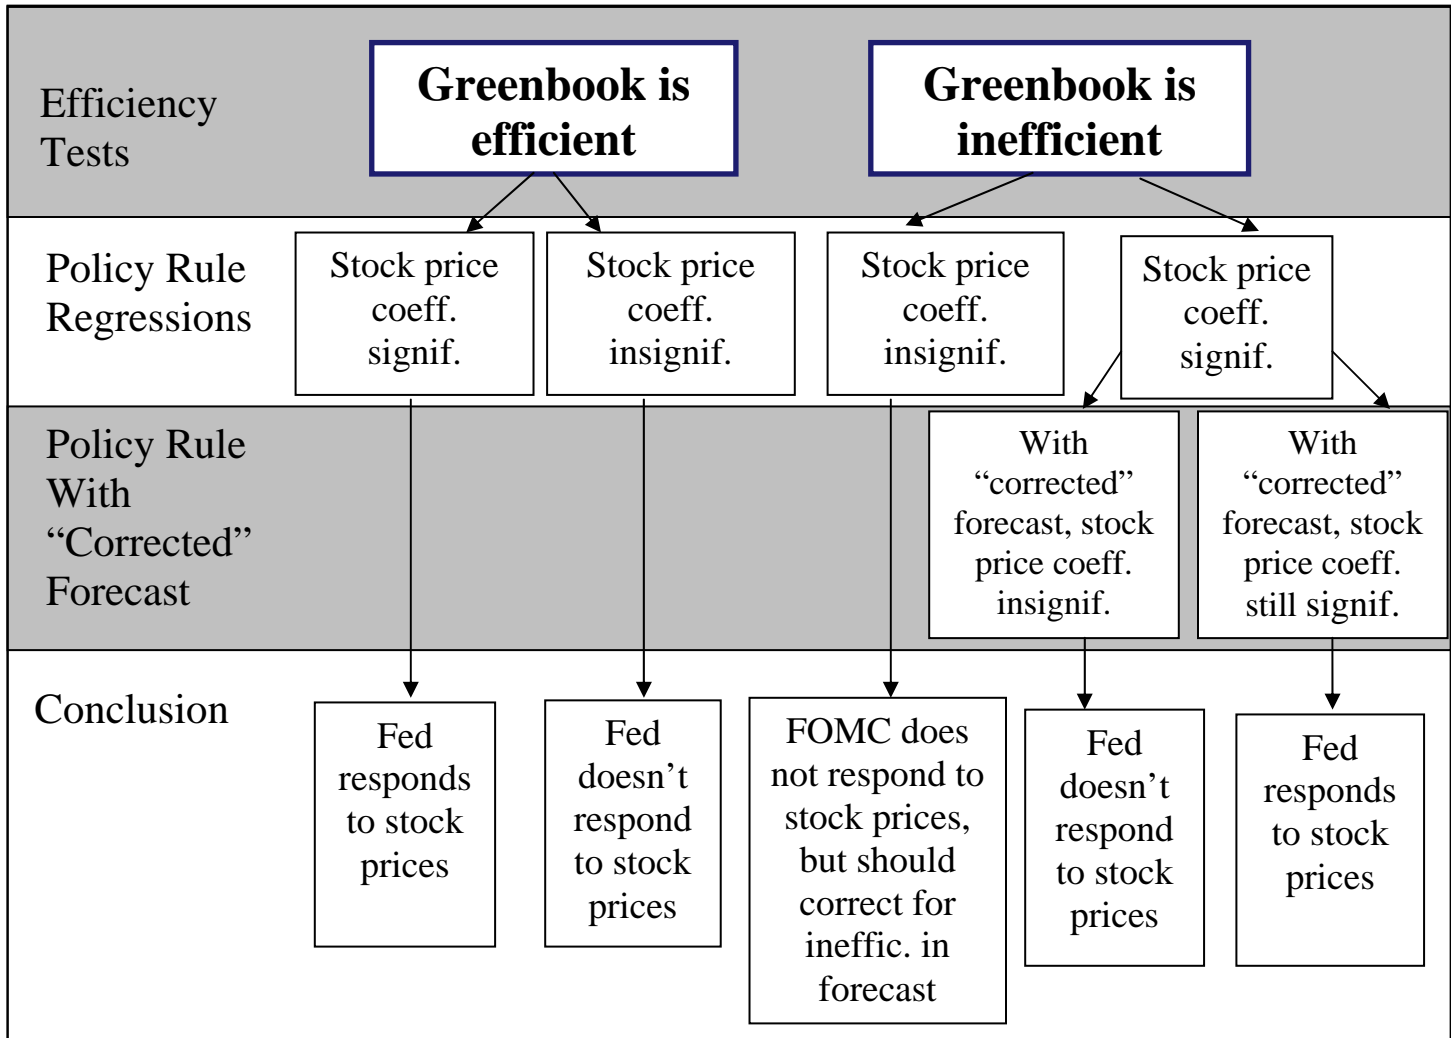 Efficiency
Tests
Greenbook is
efficient
Greenbook is
inefficient
Policy Rule
Regressions
Stock price
coeff.
signif.
Stock price
coeff.
insignif.
Stock price
coeff.
insignif.
Stock price
coeff.
signif.
Policy Rule
With
“Corrected”
Forecast
With
“corrected”
forecast, stock
price coeff.
insignif.
With
“corrected”
forecast, stock
price coeff.
still signif.
Conclusion
Fed
responds
to stock
prices
Fed
doesn’t
respond
to stock
prices
FOMC does
not respond to
stock prices,
but should
correct for
ineffic. in
forecast
Fed
doesn’t
respond
to stock
prices
Fed
responds
to stock
prices